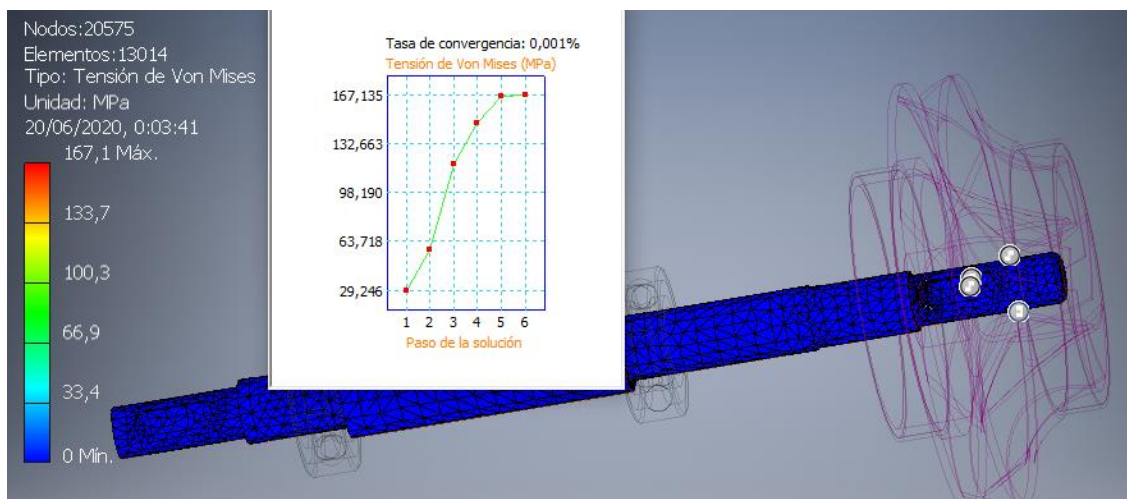 Nodos:20575
Elementos:13014
Tipo: Tensión de Von Mises
Unidad: MPa
20/06/2020, 0:03:41
167,1 Máx.
133,7
100,3
66,9
33,4
0 Mín.
Tasa de convergencia: 0,001%
Tensión de Von Mises (MPa)
167,135
132,663
98,190
63,718
29,246
1 2 3 4 5 6
Paso de la solución